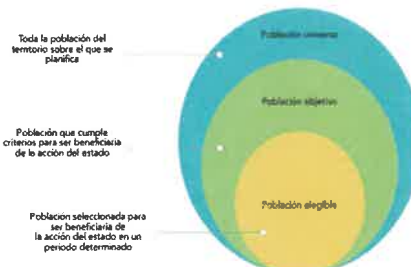 Toda la población del
territorio sobre el que se
planifica
Población universo
Población objetivo
Población que cumple
criterios para ser beneficiaria
de la acción del estado
Población elegible
Población seleccionada para
ser beneficiaria de
la acción del estado en un
periodo determinado